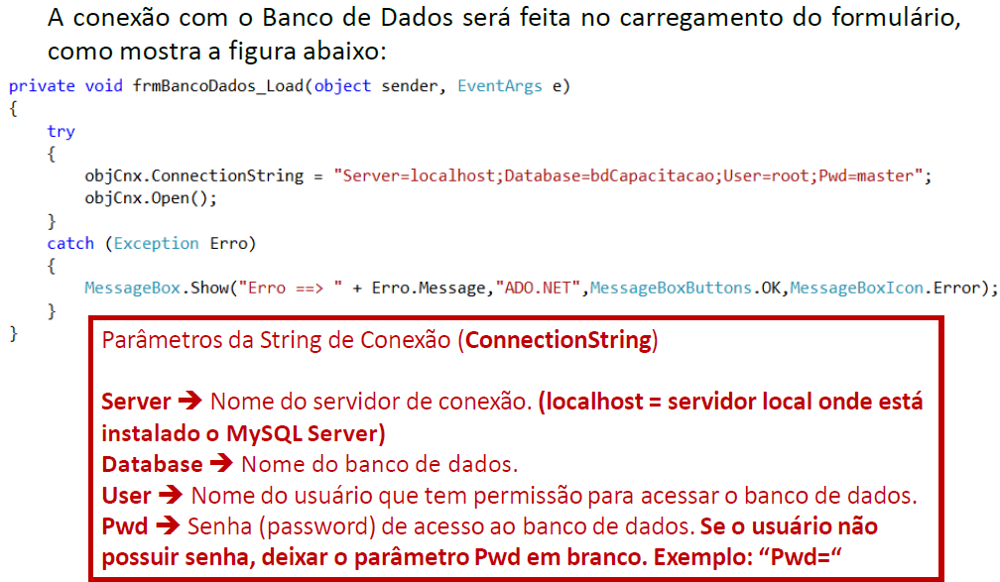 A conexão com o Banco de Dados será feita no carregamento do formulário,
como mostra a figura abaixo:
private void frmBancoDados_Load(object sender, EventArgs e)
{
    try
    {
        objCnx.ConnectionString = "Server=localhost;Database=bdCapacitacao;User=root;Pwd=master";
        objCnx.Open();
    }
    catch (Exception Erro)
    {
        MessageBox.Show("Erro ==> " + Erro.Message,"ADO.NET",MessageBoxButtons.OK,MessageBoxIcon.Error);
    }
}
Parâmetros da String de Conexão (ConnectionString)
Server ➔ Nome do servidor de conexão. (localhost = servidor local onde está
instalado o MySQL Server)
Database ➔ Nome do banco de dados.
User ➔ Nome do usuário que tem permissão para acessar o banco de dados.
Pwd ➔ Senha (password) de acesso ao banco de dados. Se o usuário não
possuir senha, deixar o parâmetro Pwd em branco. Exemplo: “Pwd=“